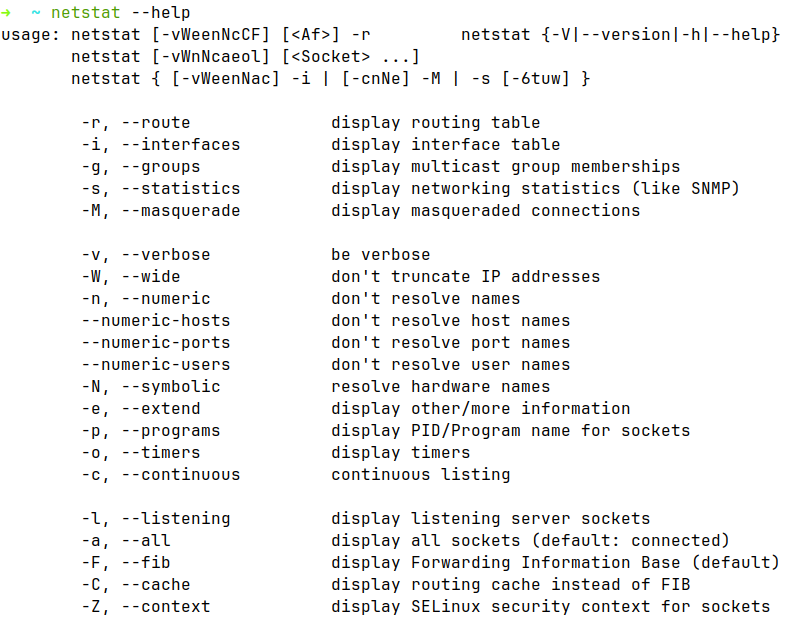 →  ~ netstat --help
usage: netstat [-vWeenNcCF] [<Af>] -r         netstat {-V|--version|-h|--help}
       netstat [-vWnNcaeol] [<Socket> ...]
       netstat { [-vWeenNac] -i | [-cnNe] -M | -s [-6tuw] }

        -r, --route              display routing table
        -i, --interfaces         display interface table
        -g, --groups             display multicast group memberships
        -s, --statistics         display networking statistics (like SNMP)
        -M, --masquerade         display masqueraded connections

        -v, --verbose            be verbose
        -W, --wide               don't truncate IP addresses
        -n, --numeric            don't resolve names
        --numeric-hosts          don't resolve host names
        --numeric-ports          don't resolve port names
        --numeric-users          don't resolve user names
        -N, --symbolic           resolve hardware names
        -e, --extend             display other/more information
        -p, --programs           display PID/Program name for sockets
        -o, --timers             display timers
        -c, --continuous         continuous listing

        -l, --listening          display listening server sockets
        -a, --all                display all sockets (default: connected)
        -F, --fib                display Forwarding Information Base (default)
        -C, --cache              display routing cache instead of FIB
        -Z, --context            display SELinux security context for sockets